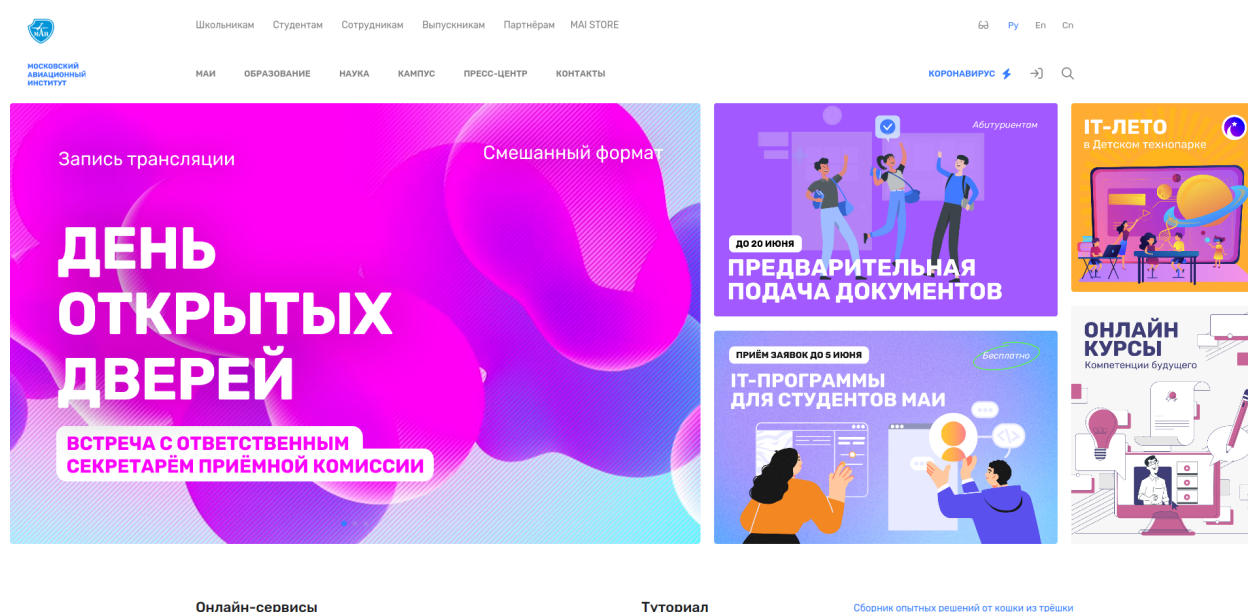 Школьникам Студентам Сотрудникам Выпускникам Партнёрам MAI STORE
Ру En Cn
МАИ
МОСКОВСКИЙ
АВИАЦИОННЫЙ
ИНСТИТУТ
МАИ ОБРАЗОВАНИЕ НАУКА КАМПУС ПРЕСС-ЦЕНТР КОНТАКТЫ
КОРОНАВИРУС
Запись трансляции
Смешанный формат
ДЕНЬ
ОТКРЫТЫХ
ДВЕРЕЙ
ВСТРЕЧА С ОТВЕТСТВЕННЫМ
СЕКРЕТАРЁМ ПРИЁМНОЙ КОМИССИИ
Абитуриентам
ДО 20 ИЮНЯ
ПРЕДВАРИТЕЛЬНАЯ
ПОДАЧА ДОКУМЕНТОВ
ПРИЁМ ЗАЯВОК ДО 5 ИЮНЯ
Бесплатно
IT-ПРОГРАММЫ
ДЛЯ СТУДЕНТОВ МАИ
IT-ЛЕТО
в Детском технопарке
ОНЛАЙН
КУРСЫ
Компетенции будущего
Онлайн-сервисы
Туториал
Сборник опытных решений от кошки из трёшки